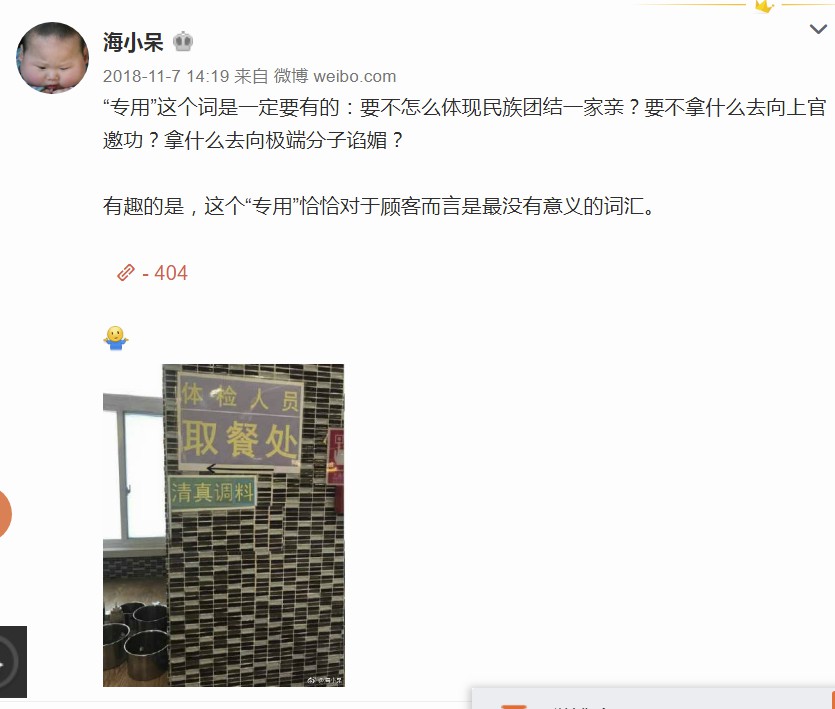 海小呆
2018-11-7 14:19 来自 微博 weibo.com
“专用”这个词是一定要有的：要不怎么体现民族团结一家亲？要不拿什么去向上官
邀功？拿什么去向极端分子谄媚？
有趣的是，这个“专用”恰恰对于顾客而言是最没有意义的词汇。
- 404
体检人员
取餐处
清真调料
@海小呆